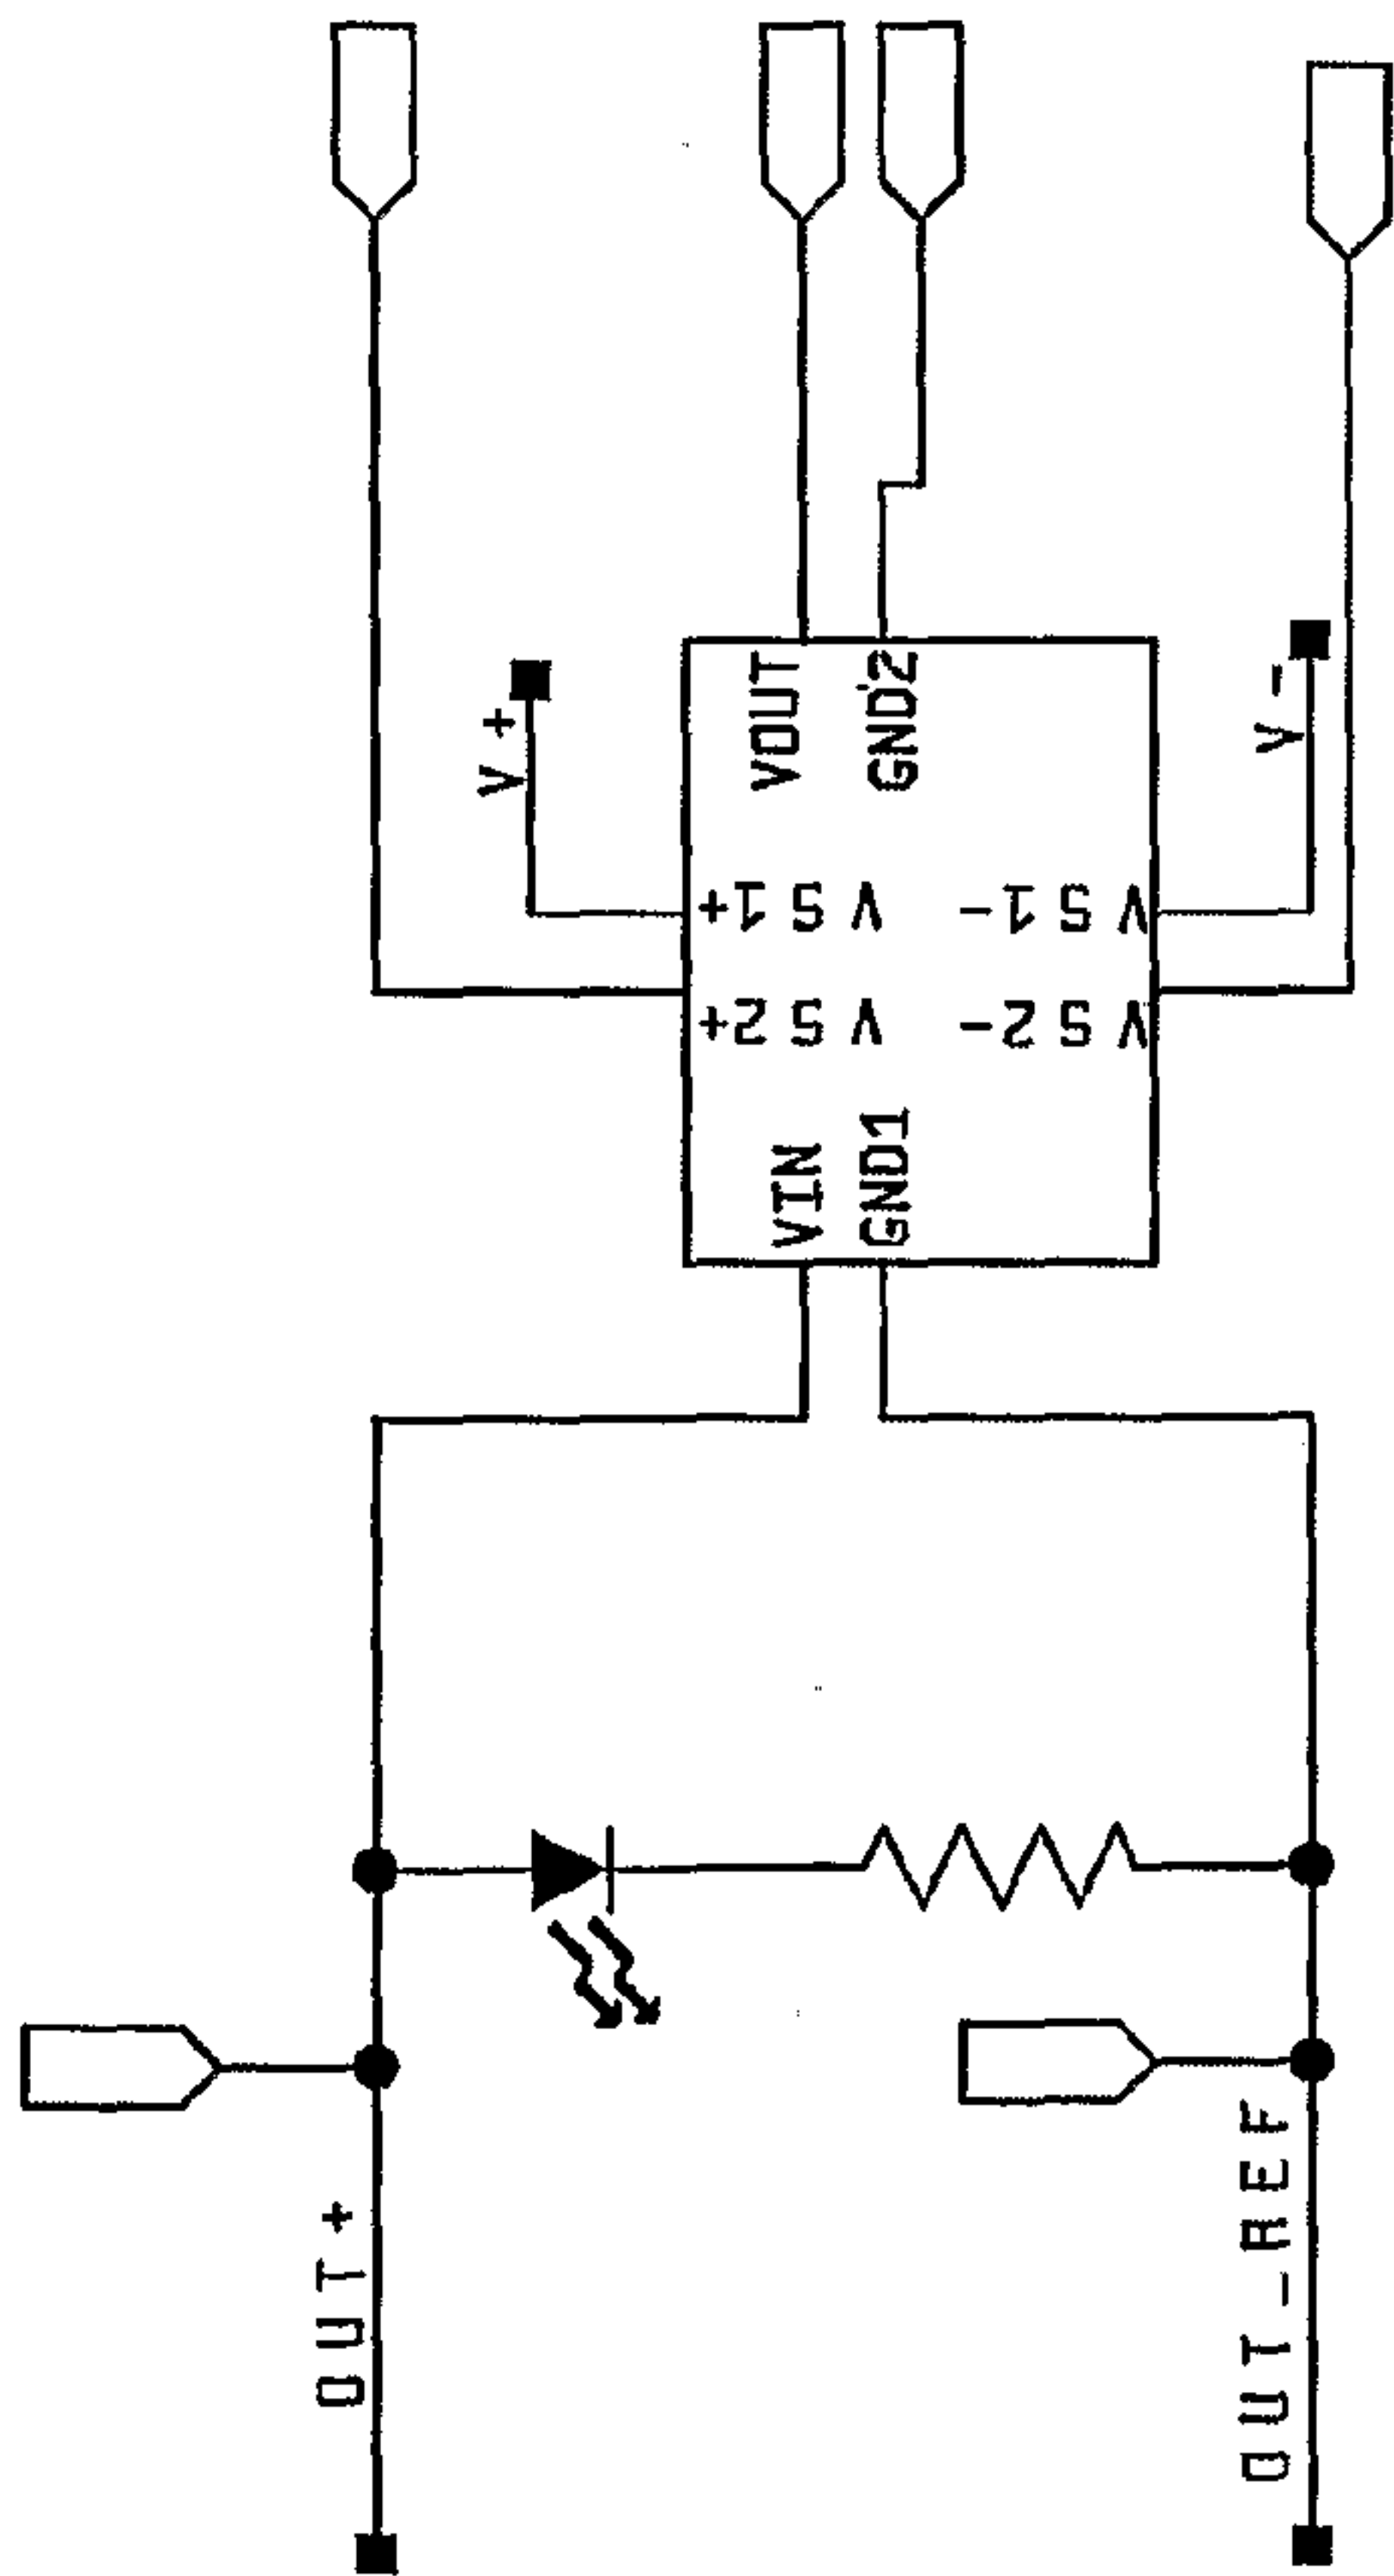 V+
V-
VOUT
GND2
VS1+
VS1-
VS2+
VS2-
VIN
GND1
OUT+
OUT-REF